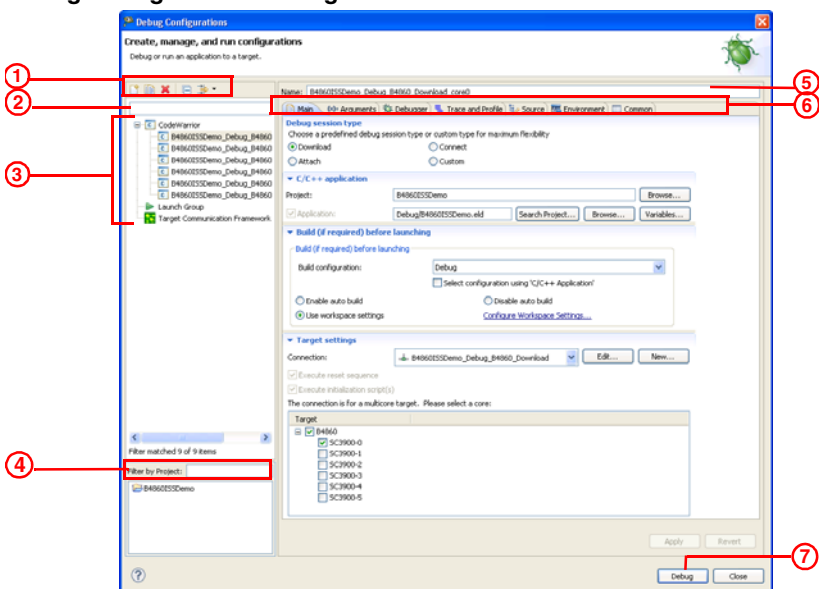 Debug Configurations
Create, manage, and run configurations
Debug or run an application to a target.
1
2
3
4
5
6
7
Name: B4860ISSDemo_Debug_B4860_Download_core0
Main Arguments Debugger Trace and Profile Source Environment Common
CodeWarrior
B4860ISSDemo_Debug_B4860
B4860ISSDemo_Debug_B4860
B4860ISSDemo_Debug_B4860
B4860ISSDemo_Debug_B4860
B4860ISSDemo_Debug_B4860
B4860ISSDemo_Debug_B4860
Launch Group
Target Communication Framework
Filter matched 9 of 9 items
Filter by Project:
B4860ISSDemo
Debug session type
Choose a predefined debug session type or custom type for maximum flexibility
Download Connect
Attach Custom
C/C++ application
Project: B4860ISSDemo Browse...
Application: Debug/B4860ISSDemo.eld Search Project... Browse... Variables...
Build (if required) before launching
Build (if required) before launching
Build configuration: Debug
Select configuration using 'C/C++ Application'
Enable auto build Disable auto build
Use workspace settings Configure Workspace Settings...
Target settings
Connection: B4860ISSDemo_Debug_B4860_Download Edit... New...
Execute reset sequence
Execute initialization script(s)
The connection is for a multicore target. Please select a core:
Target
B4860
SC3900-0
SC3900-1
SC3900-2
SC3900-3
SC3900-4
SC3900-5
Apply Revert
Debug Close